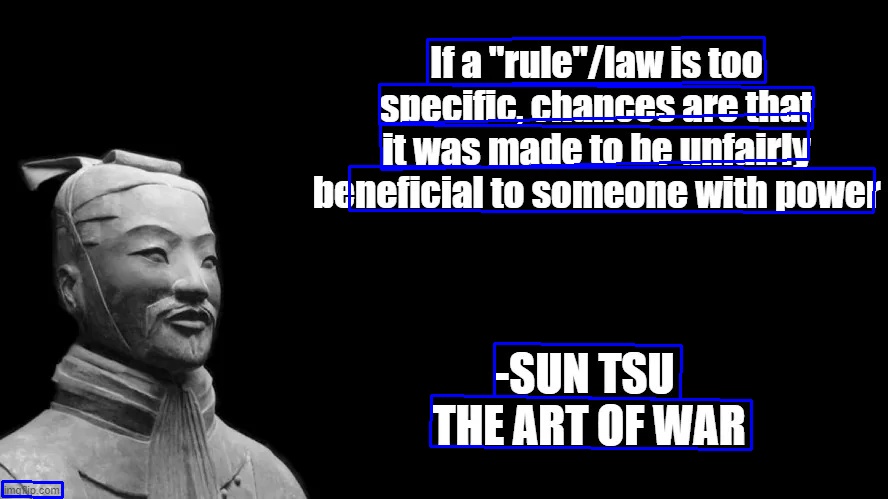 If a "rule"/law is too
specific, chances are that
it was made to be unfairly
beneficial to someone with power
-SUN TSU
THE ART OF WAR
imgflip.com